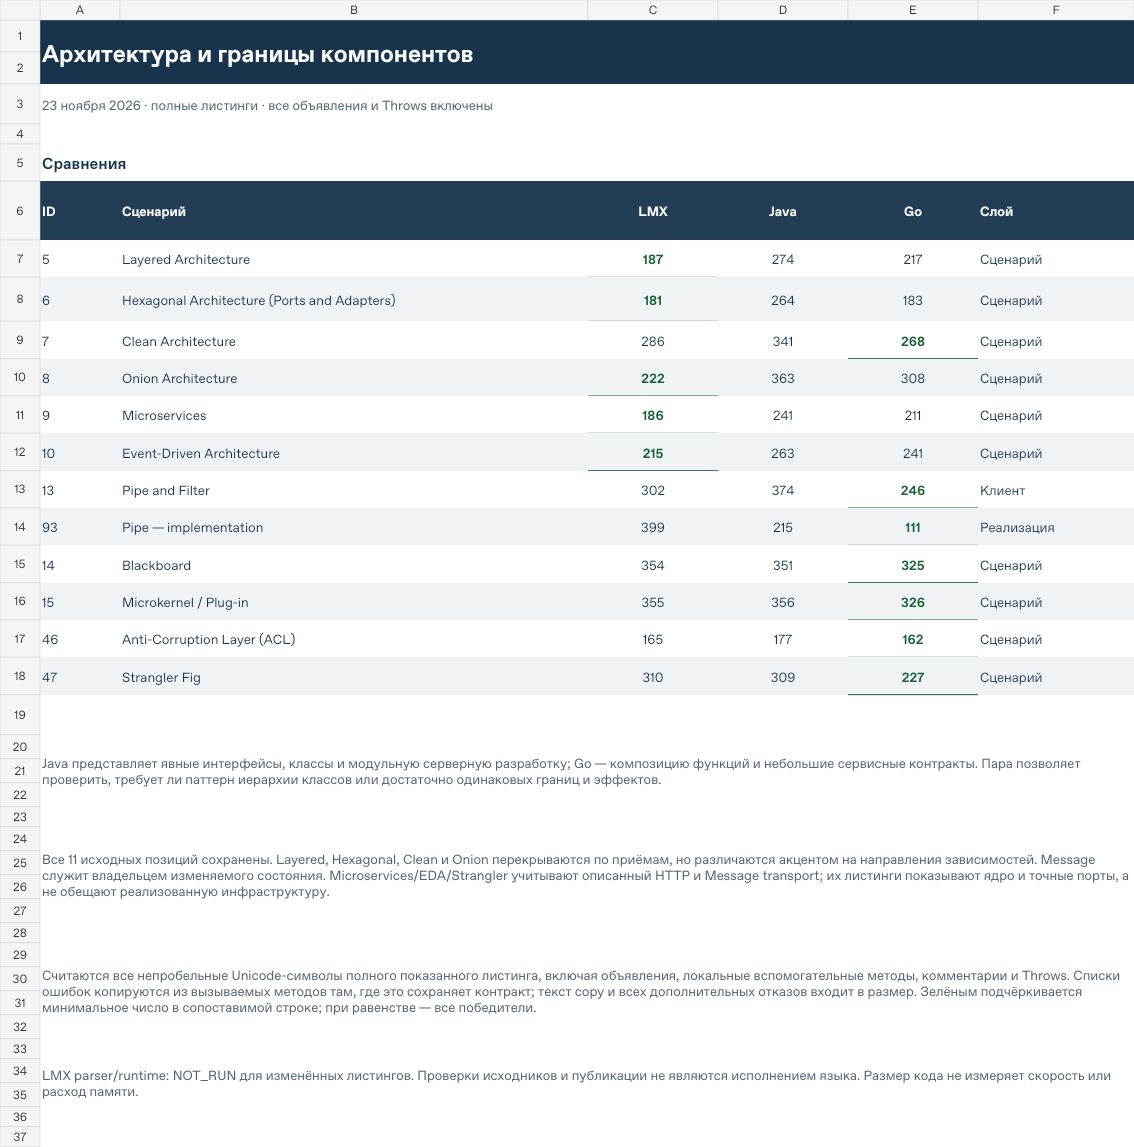 A B C D E F
1
2 Архитектура и границы компонентов
3 23 ноября 2026 · полные листинги · все объявления и Throws включены
4
5 Сравнения
6 ID Сценарий LMX Java Go Слой
7 5 Layered Architecture 187 274 217 Сценарий
8 6 Hexagonal Architecture (Ports and Adapters) 181 264 183 Сценарий
9 7 Clean Architecture 286 341 268 Сценарий
10 8 Onion Architecture 222 363 308 Сценарий
11 9 Microservices 186 241 211 Сценарий
12 10 Event-Driven Architecture 215 263 241 Сценарий
13 13 Pipe and Filter 302 374 246 Клиент
14 93 Pipe — implementation 399 215 111 Реализация
15 14 Blackboard 354 351 325 Сценарий
16 15 Microkernel / Plug-in 355 356 326 Сценарий
17 46 Anti-Corruption Layer (ACL) 165 177 162 Сценарий
18 47 Strangler Fig 310 309 227 Сценарий
19
20
21 Java представляет явные интерфейсы, классы и модульную серверную разработку; Go — композицию функций и небольшие сервисные контракты. Пара позволяет
22 проверить, требует ли паттерн иерархии классов или достаточно одинаковых границ и эффектов.
23
24
25 Все 11 исходных позиций сохранены. Layered, Hexagonal, Clean и Onion перекрываются по приёмам, но различаются акцентом на направления зависимостей. Message
26 служит владельцем изменяемого состояния. Microservices/EDA/Strangler учитывают описанный HTTP и Message transport; их листинги показывают ядро и точные порты, а
27 не обещают реализованную инфраструктуру.
28
29
30 Считаются все непробельные Unicode-символы полного показанного листинга, включая объявления, локальные вспомогательные методы, комментарии и Throws. Списки
31 ошибок копируются из вызываемых методов там, где это сохраняет контракт; текст copy и всех дополнительных отказов входит в размер. Зелёным подчёркивается
32 минимальное число в сопоставимой строке; при равенстве — все победители.
33
34 LMX parser/runtime: NOT_RUN для изменённых листингов. Проверки исходников и публикации не являются исполнением языка. Размер кода не измеряет скорость или
35 расход памяти.
36
37